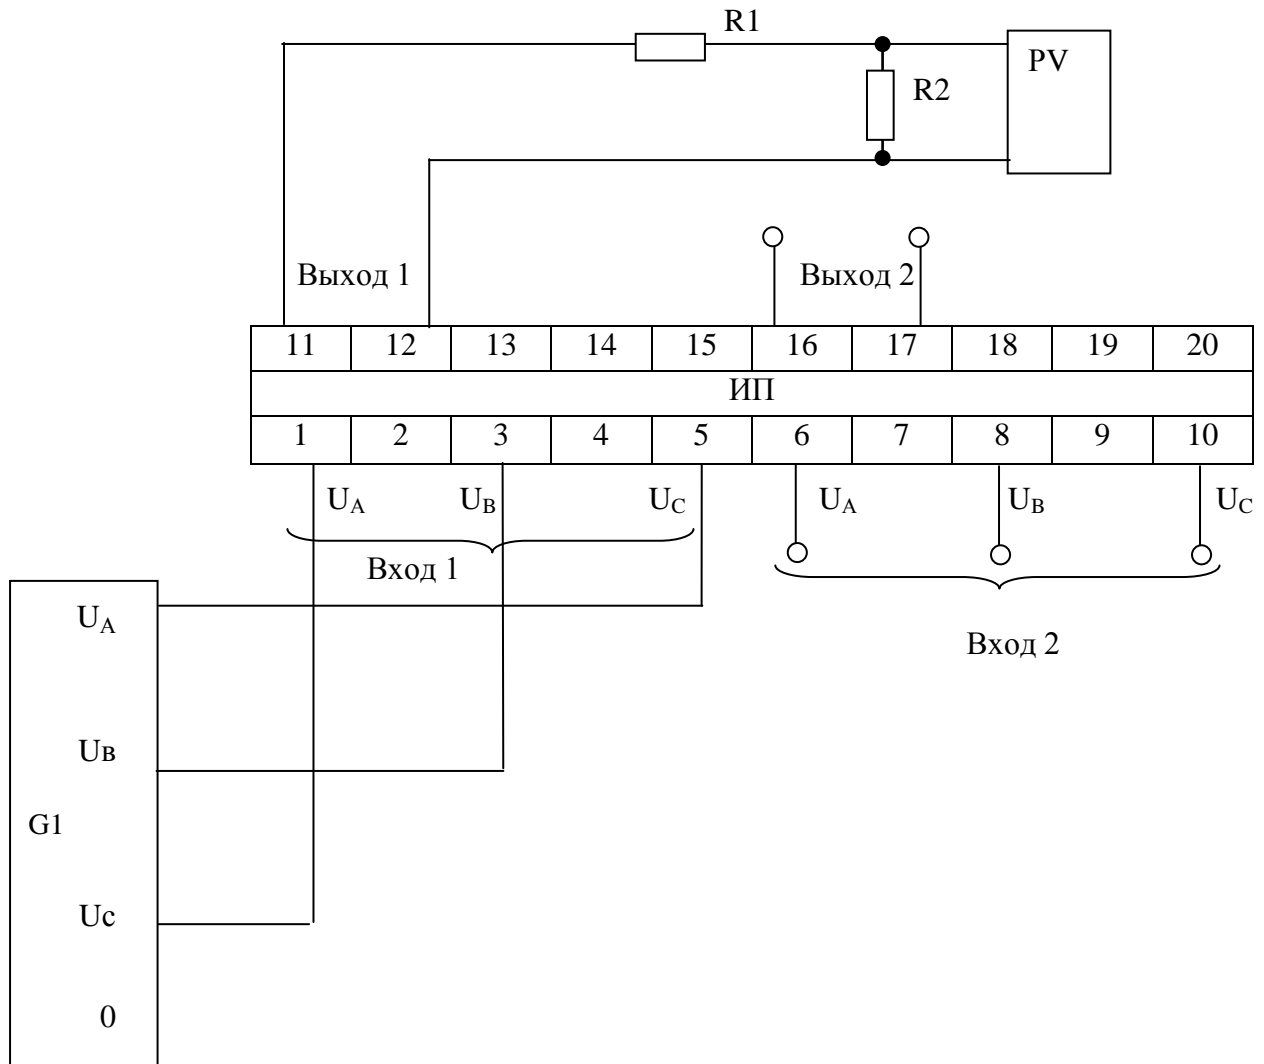 R1
PV
R2
Выход 1
Выход 2
11 12 13 14 15 16 17 18 19 20
ИП
1 2 3 4 5 6 7 8 9 10
UA UB UC UA UB UC
Вход 1
UA
Вход 2
UB
G1
Uc
0